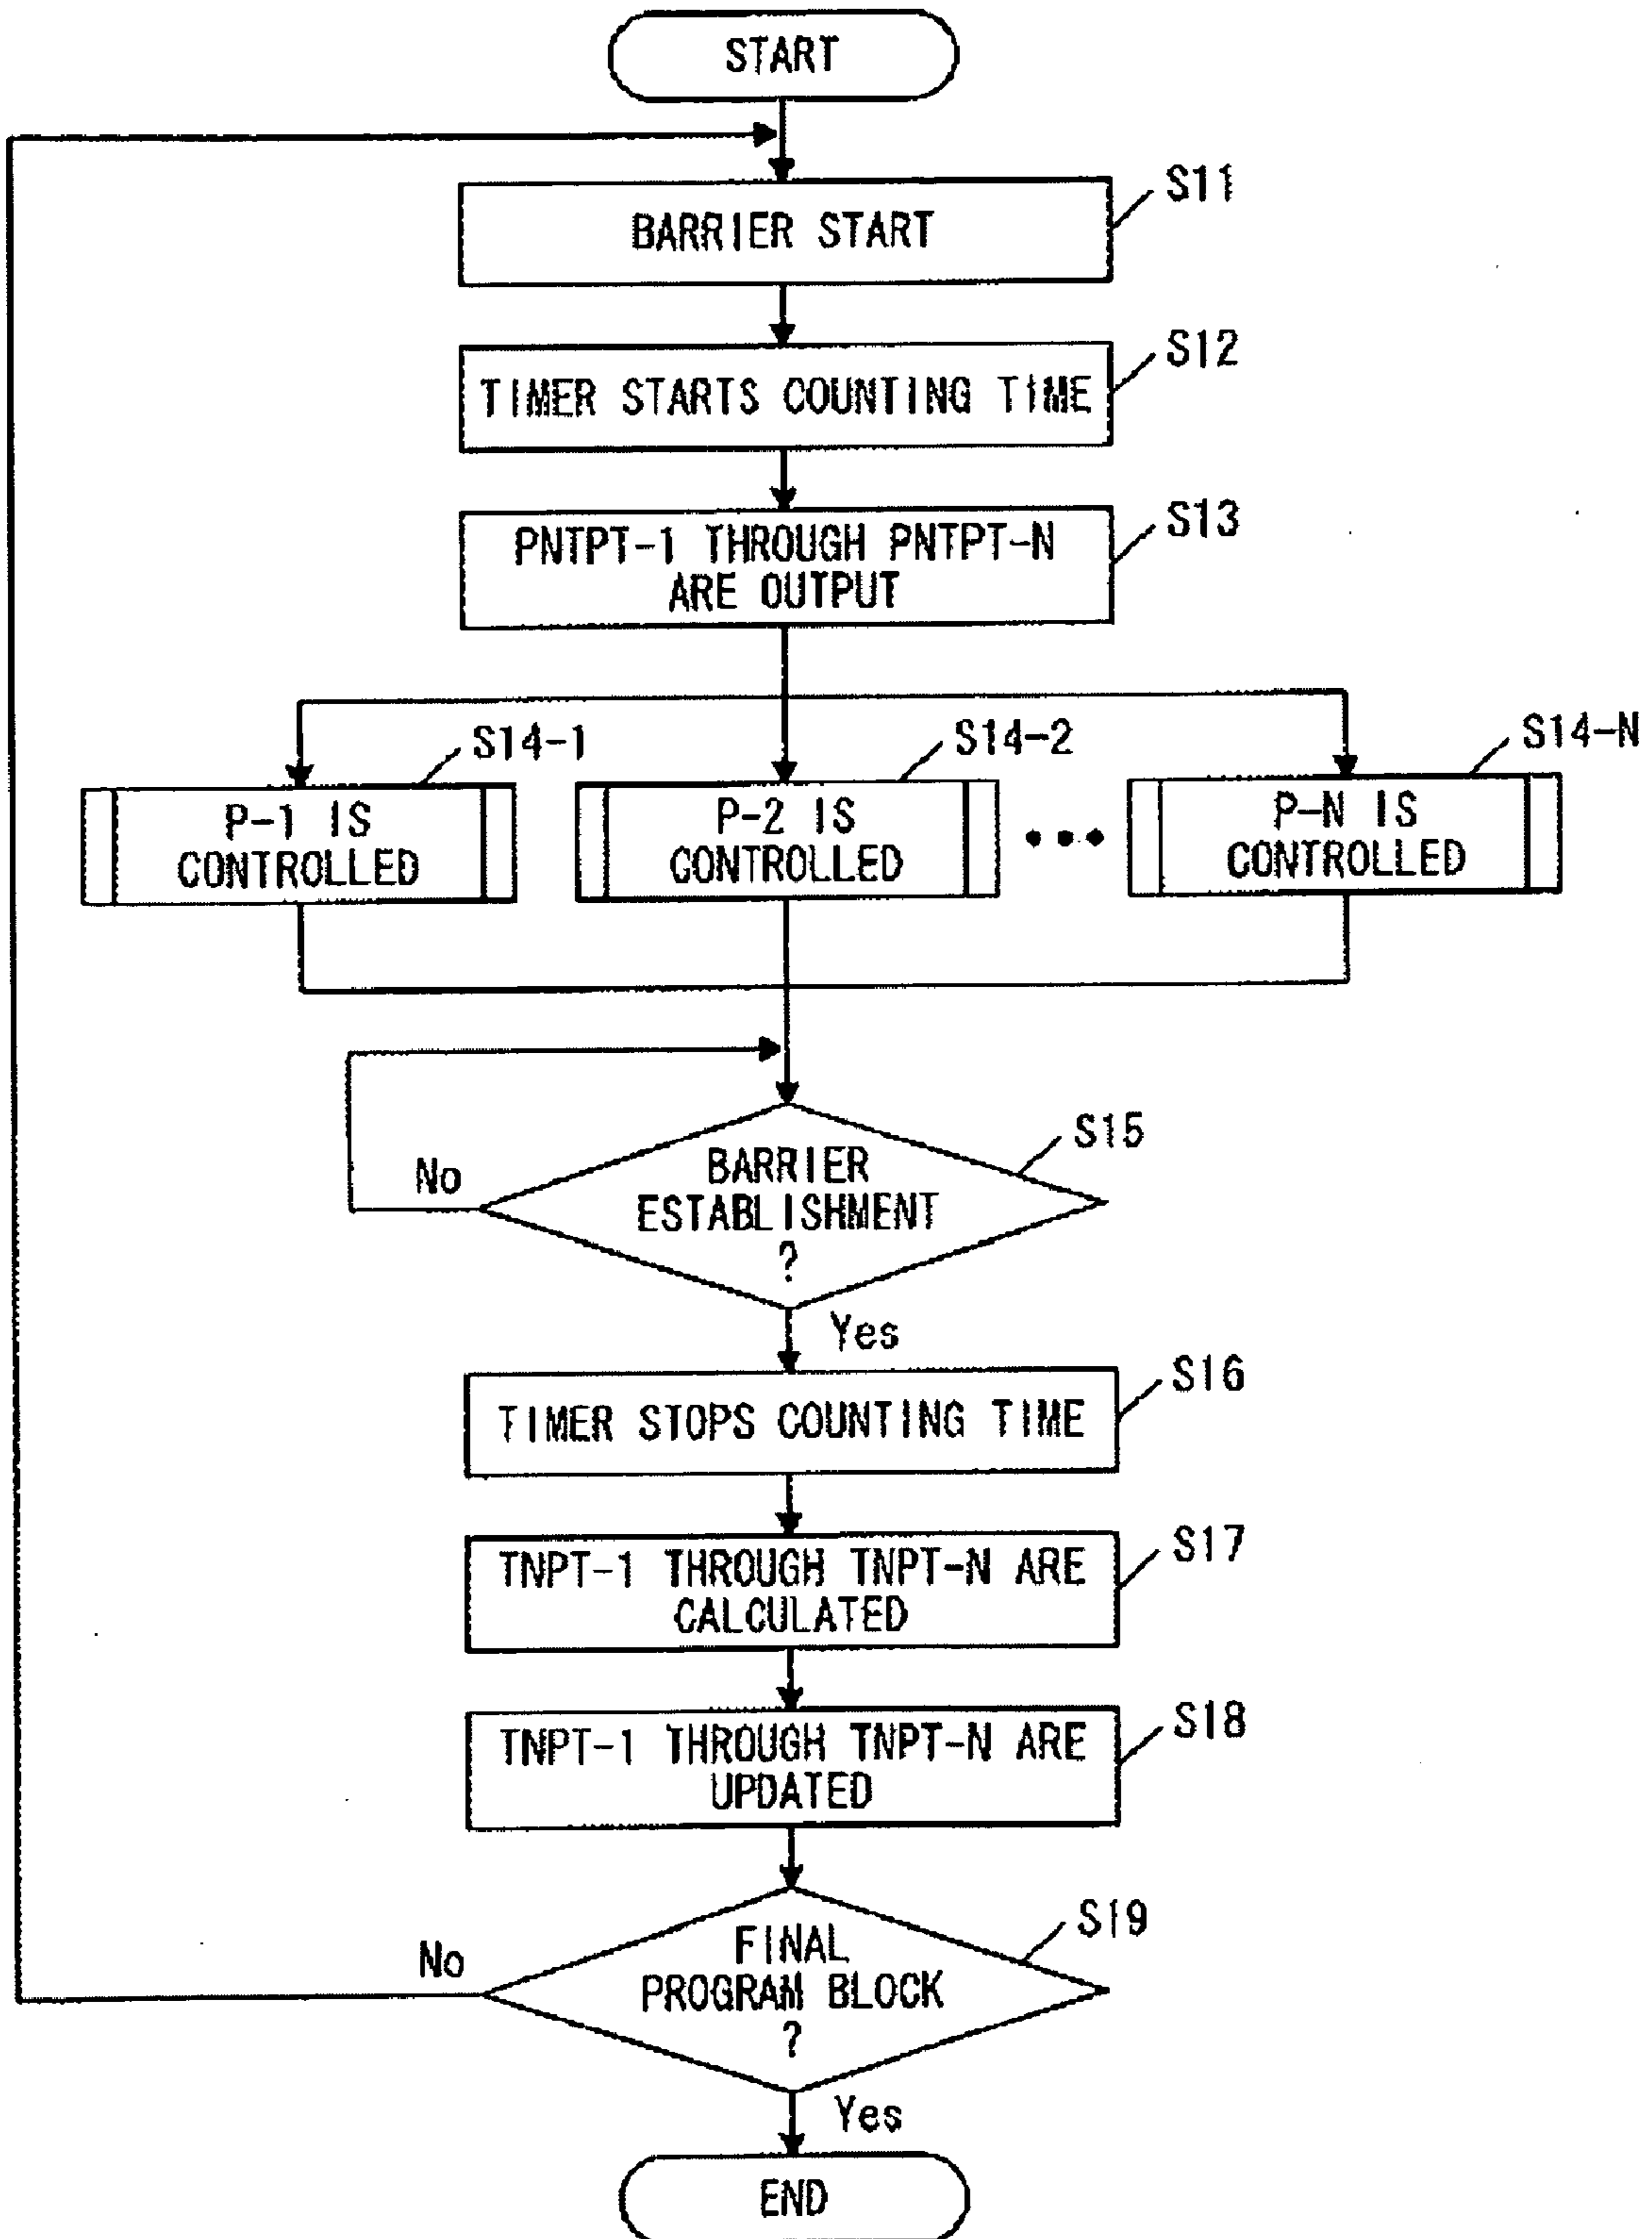 START
S11
BARRIER START
S12
TIMER STARTS COUNTING TIME
S13
PNTPT-1 THROUGH PNTPT-N
ARE OUTPUT
S14-1
S14-2
S14-N
P-1 IS
CONTROLLED
P-2 IS
CONTROLLED
P-N IS
CONTROLLED
S15
BARRIER
ESTABLISHMENT
?
No
Yes
S16
TIMER STOPS COUNTING TIME
S17
TNPT-1 THROUGH TNPT-N ARE
CALCULATED
S18
TNPT-1 THROUGH TNPT-N ARE
UPDATED
S19
FINAL
PROGRAM BLOCK
?
No
Yes
END